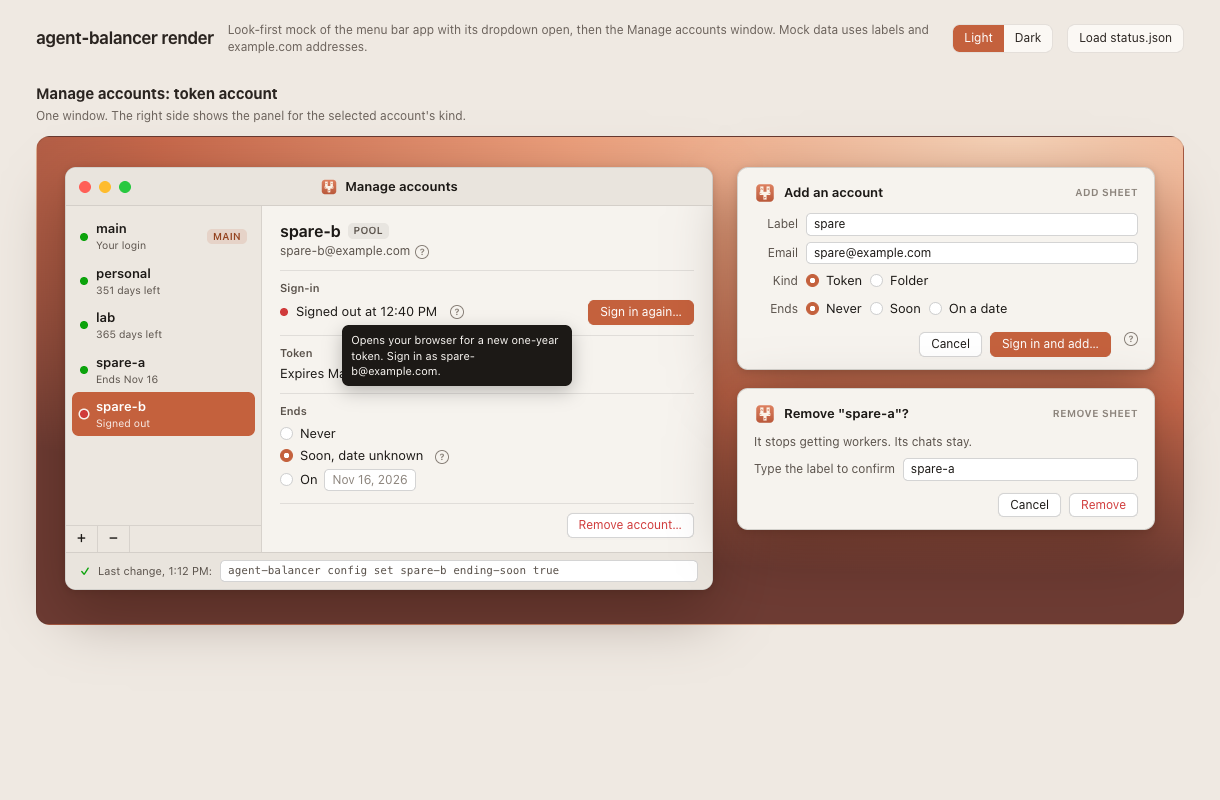 agent-balancer render
Look-first mock of the menu bar app with its dropdown open, then the Manage accounts window. Mock data uses labels and
example.com addresses.
Light
Dark
Load status.json
Manage accounts: token account
One window. The right side shows the panel for the selected account's kind.
Manage accounts
main
Your login
MAIN
personal
351 days left
lab
365 days left
spare-a
Ends Nov 16
spare-b
Signed out
+
−
spare-b
POOL
spare-b@example.com
?
Sign-in
Signed out at 12:40 PM
?
Sign in again…
Opens your browser for a new one-year
token. Sign in as spare-
b@example.com.
Token
Expires
Ends
Never
Soon, date unknown
?
On
Nov 16, 2026
Remove account…
Last change, 1:12 PM:
agent-balancer config set spare-b ending-soon true
Add an account
ADD SHEET
Label
spare
Email
spare@example.com
Kind
Token
Folder
Ends
Never
Soon
On a date
Cancel
Sign in and add…
?
Remove "spare-a"?
REMOVE SHEET
It stops getting workers. Its chats stay.
Type the label to confirm
spare-a
Cancel
Remove